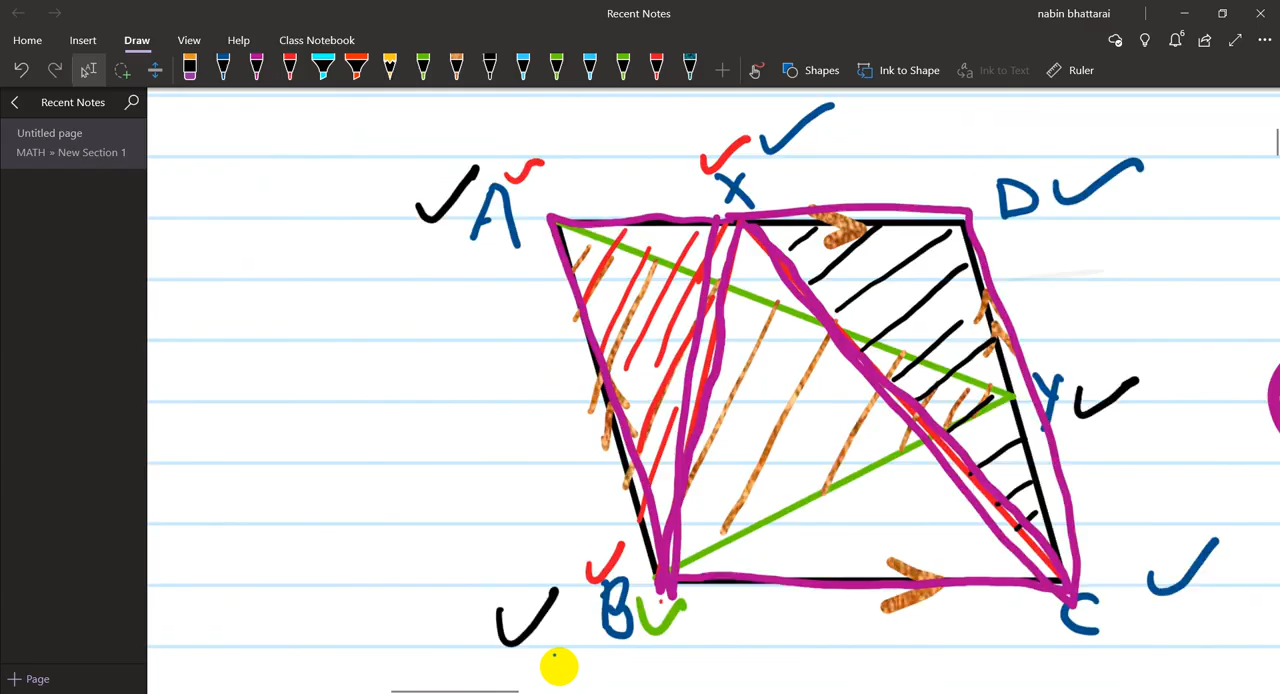 Recent Notes
nabin bhattarai
Home Insert Draw View Help Class Notebook
6
Shapes Ink to Shape Ink to Text Ruler
Recent Notes
Untitled page
MATH » New Section 1
A X D
Y
B C
Page